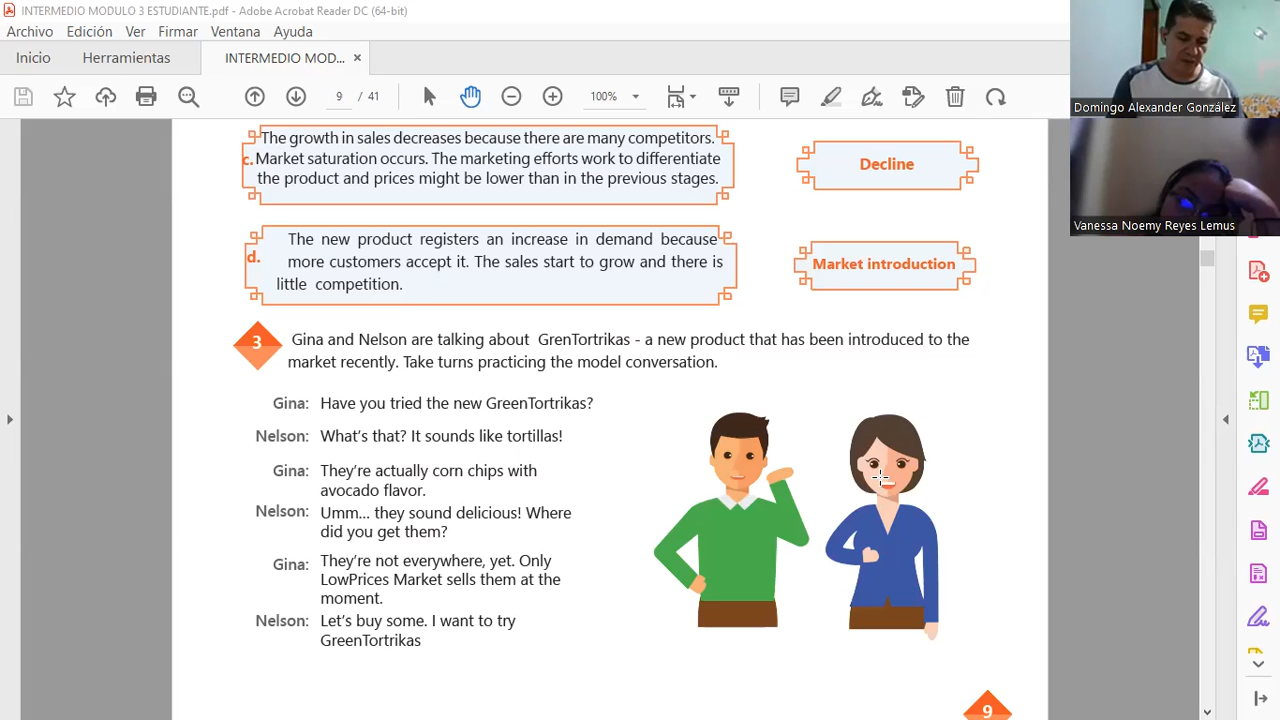 INTERMEDIO MODULO 3 ESTUDIANTE.pdf - Adobe Acrobat Reader DC (64-bit)
Archivo Edición Ver Firmar Ventana Ayuda
Inicio Herramientas INTERMEDIO MOD... ×
9 / 41 100%
Domingo Alexander González
Vanessa Noemy Reyes Lemus
c. The growth in sales decreases because there are many competitors.
Market saturation occurs. The marketing efforts work to differentiate
the product and prices might be lower than in the previous stages.
Decline
d. The new product registers an increase in demand because
more customers accept it. The sales start to grow and there is
little competition.
Market introduction
3 Gina and Nelson are talking about GrenTortrikas - a new product that has been introduced to the
market recently. Take turns practicing the model conversation.
Gina: Have you tried the new GreenTortrikas?
Nelson: What's that? It sounds like tortillas!
Gina: They're actually corn chips with
avocado flavor.
Nelson: Umm... they sound delicious! Where
did you get them?
Gina: They're not everywhere, yet. Only
LowPrices Market sells them at the
moment.
Nelson: Let's buy some. I want to try
GreenTortrikas
9